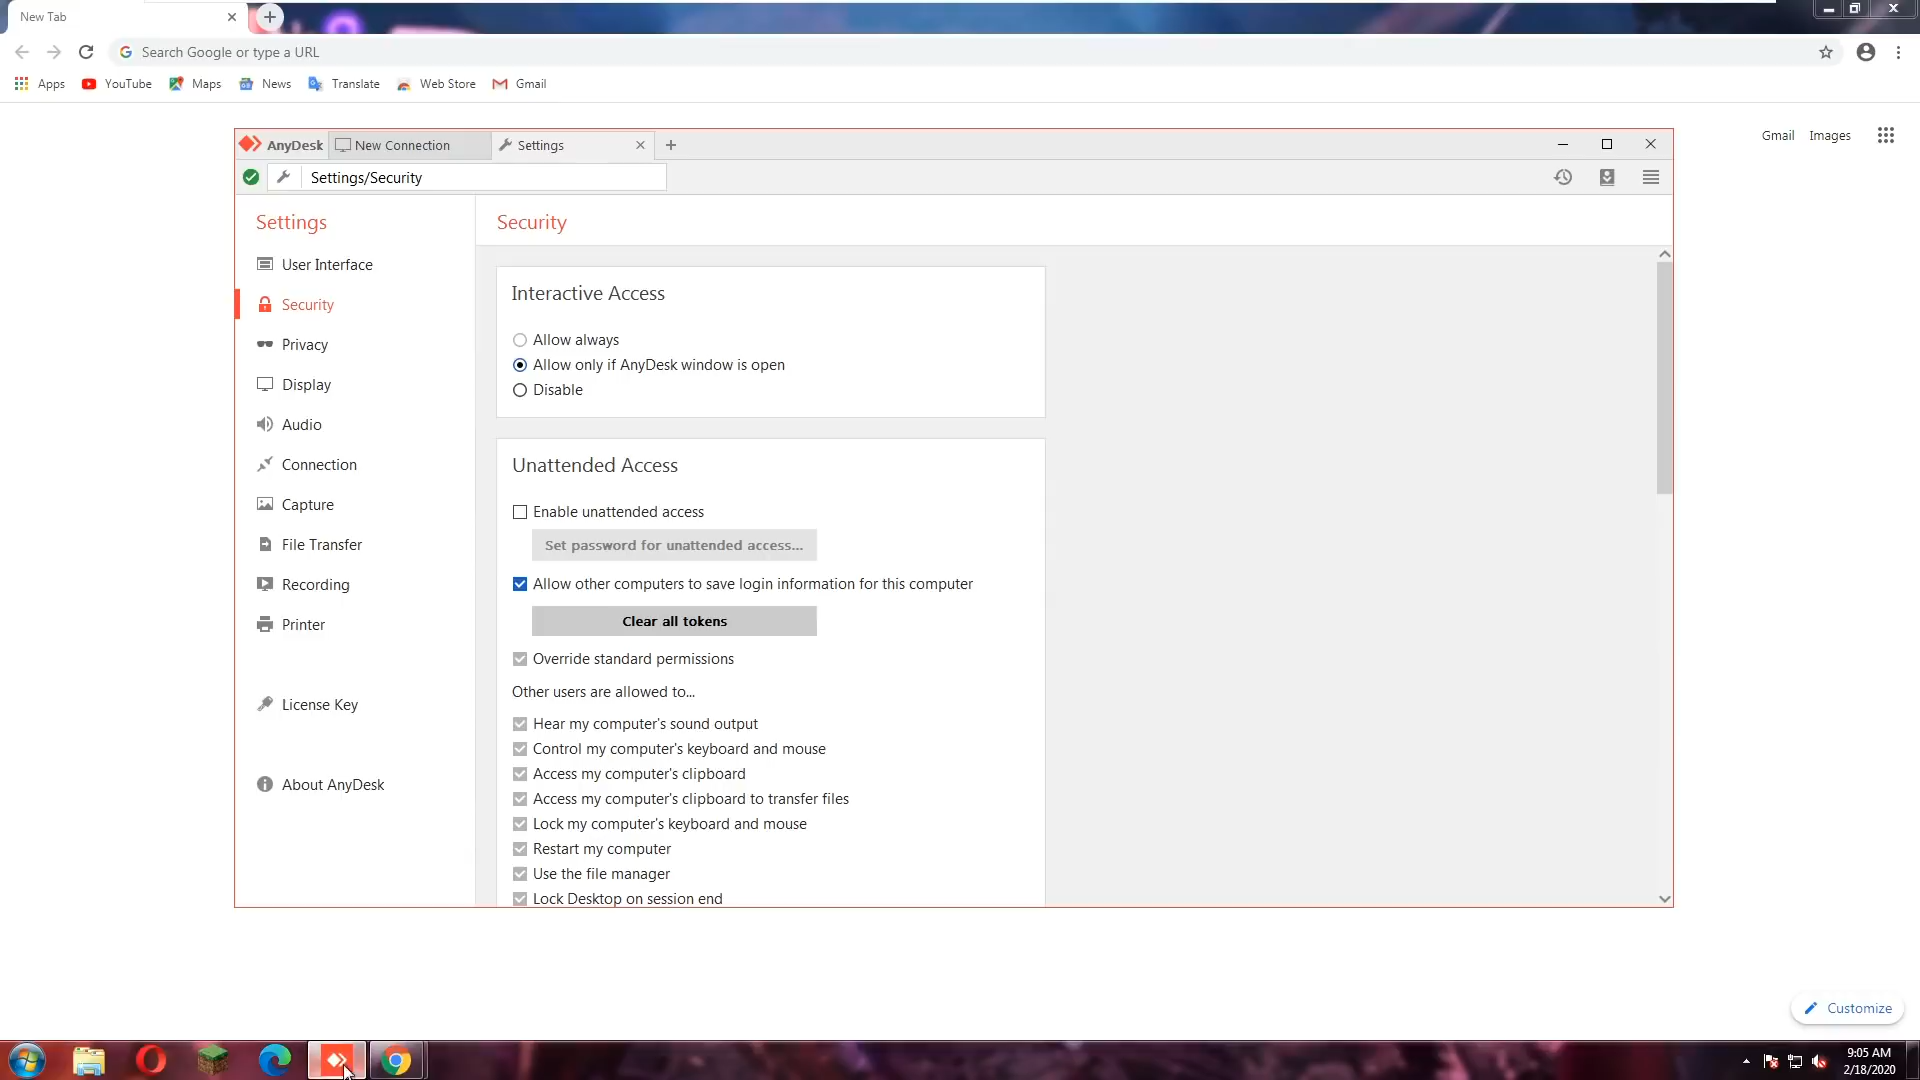 New Tab
Search Google or type a URL
Apps YouTube Maps News Translate Web Store Gmail
Gmail Images
AnyDesk New Connection Settings
Settings/Security
Settings
User Interface
Security
Privacy
Display
Audio
Connection
Capture
File Transfer
Recording
Printer
License Key
About AnyDesk
Security
Interactive Access
Allow always
Allow only if AnyDesk window is open
Disable
Unattended Access
Enable unattended access
Set password for unattended access...
Allow other computers to save login information for this computer
Clear all tokens
Override standard permissions
Other users are allowed to...
Hear my computer's sound output
Control my computer's keyboard and mouse
Access my computer's clipboard
Access my computer's clipboard to transfer files
Lock my computer's keyboard and mouse
Restart my computer
Use the file manager
Lock Desktop on session end
Customize
9:05 AM
2/18/2020